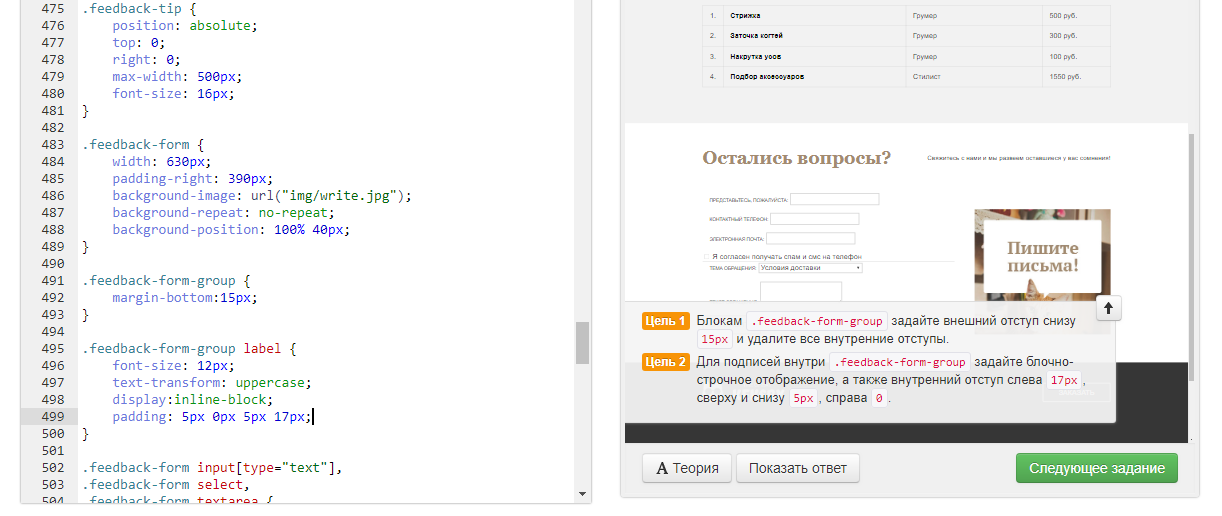 475 .feedback-tip {
476 position: absolute;
477 top: 0;
478 right: 0;
479 max-width: 500px;
480 font-size: 16px;
481 }
482
483 .feedback-form {
484 width: 630px;
485 padding-right: 390px;
486 background-image: url("img/write.jpg");
487 background-repeat: no-repeat;
488 background-position: 100% 40px;
489 }
490
491 .feedback-form-group {
492 margin-bottom:15px;
493 }
494
495 .feedback-form-group label {
496 font-size: 12px;
497 text-transform: uppercase;
498 display:inline-block;
499 padding: 5px 0px 5px 17px;
500 }
501
502 .feedback-form input[type="text"],
503 .feedback-form select,
504 .feedback-form textarea {
1. Стрижка Грумер 500 руб.
2. Заточка когтей Грумер 300 руб.
3. Накрутка усов Грумер 100 руб.
4. Подбор аксессуаров Стилист 1550 руб.
Остались вопросы?
Свяжитесь с нами и мы развеем оставшиеся у вас сомнения!
ПРЕДСТАВЬТЕСЬ, ПОЖАЛУЙСТА:
КОНТАКТНЫЙ ТЕЛЕФОН:
ЭЛЕКТРОННАЯ ПОЧТА:
Я согласен получать спам и смс на телефон
ТЕМА ОБРАЩЕНИЯ: Условия доставки
Пишите
письма!
Цель 1 Блокам .feedback-form-group задайте внешний отступ снизу
15px и удалите все внутренние отступы.
Цель 2 Для подписей внутри .feedback-form-group задайте блочно-
строчное отображение, а также внутренний отступ слева 17px ,
сверху и снизу 5px , справа 0 .
A Теория
Показать ответ
Следующее задание